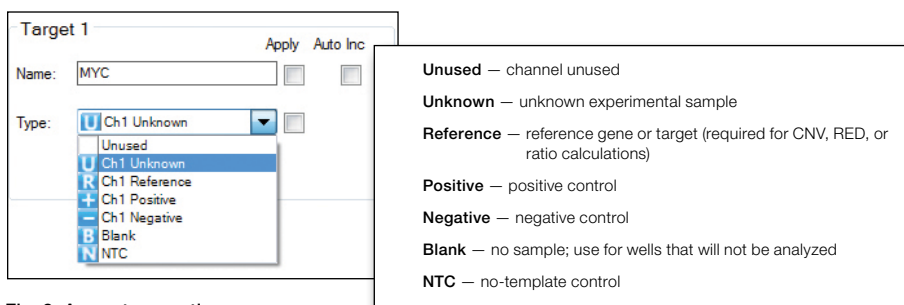 Target 1
Apply Auto Inc
Name: MYC
Type: U Ch1 Unknown
Unused
U Ch1 Unknown
R Ch1 Reference
+ Ch1 Positive
− Ch1 Negative
B Blank
N NTC
Unused — channel unused
Unknown — unknown experimental sample
Reference — reference gene or target (required for CNV, RED, or
ratio calculations)
Positive — positive control
Negative — negative control
Blank — no sample; use for wells that will not be analyzed
NTC — no-template control